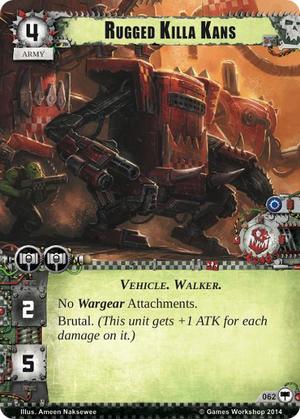 4
Rugged Killa Kans
ARMY
Vehicle. Walker.
2
No Wargear Attachments.
Brutal. (This unit gets +1 ATK for each
damage on it.)
5
062
Illus. Ameen Naksewee
© Games Workshop 2014